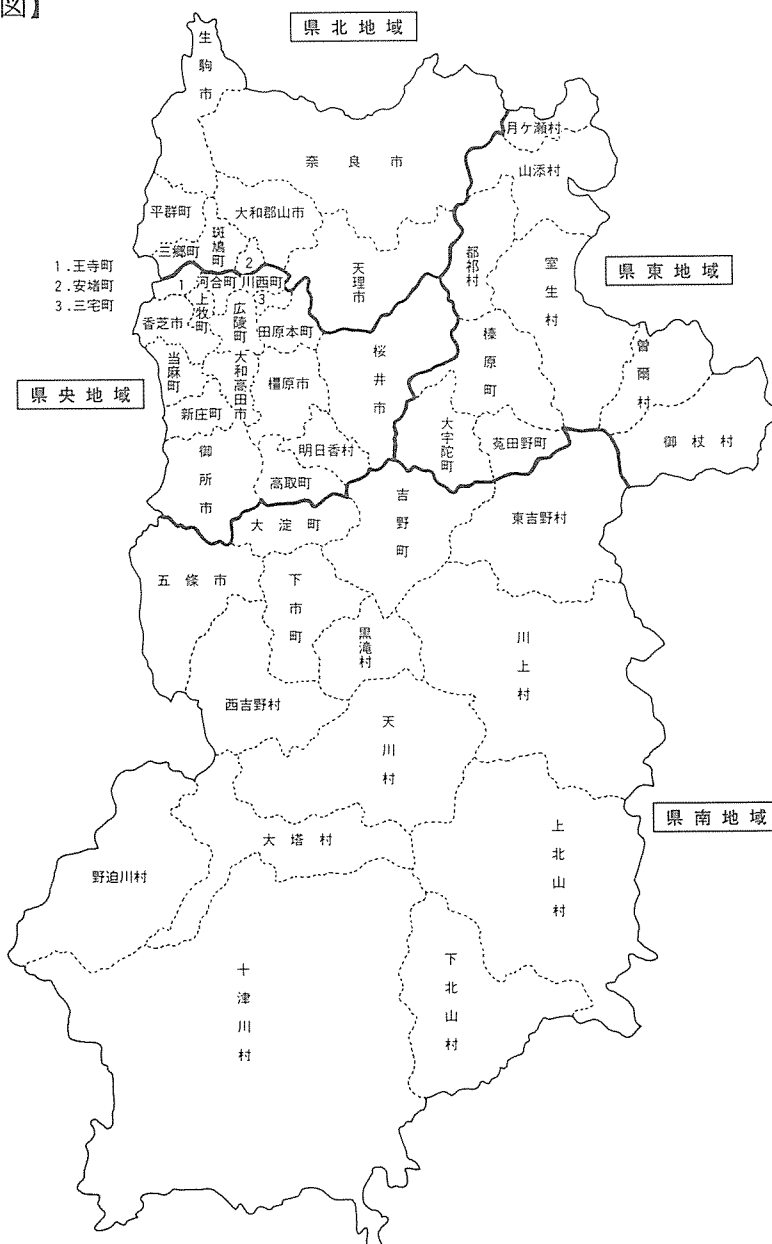 図】
県北地域
生駒市
奈良市
月ケ瀬村
山添村
平群町
斑鳩町
大和郡山市
三郷町
2
天理市
都祁村
室生村
県東地域
1.王寺町
2.安堵町
3.三宅町
1
河合町
川西町
3
上牧町
広陵町
田原本町
香芝市
桜井市
榛原町
曽爾村
御杖村
県央地域
当麻町
大和高田市
橿原市
新庄町
明日香村
大宇陀町
菟田野町
御所市
高取町
大淀町
吉野町
東吉野村
五條市
下市町
黒滝村
川上村
西吉野村
天川村
県南地域
大塔村
上北山村
野迫川村
十津川村
下北山村